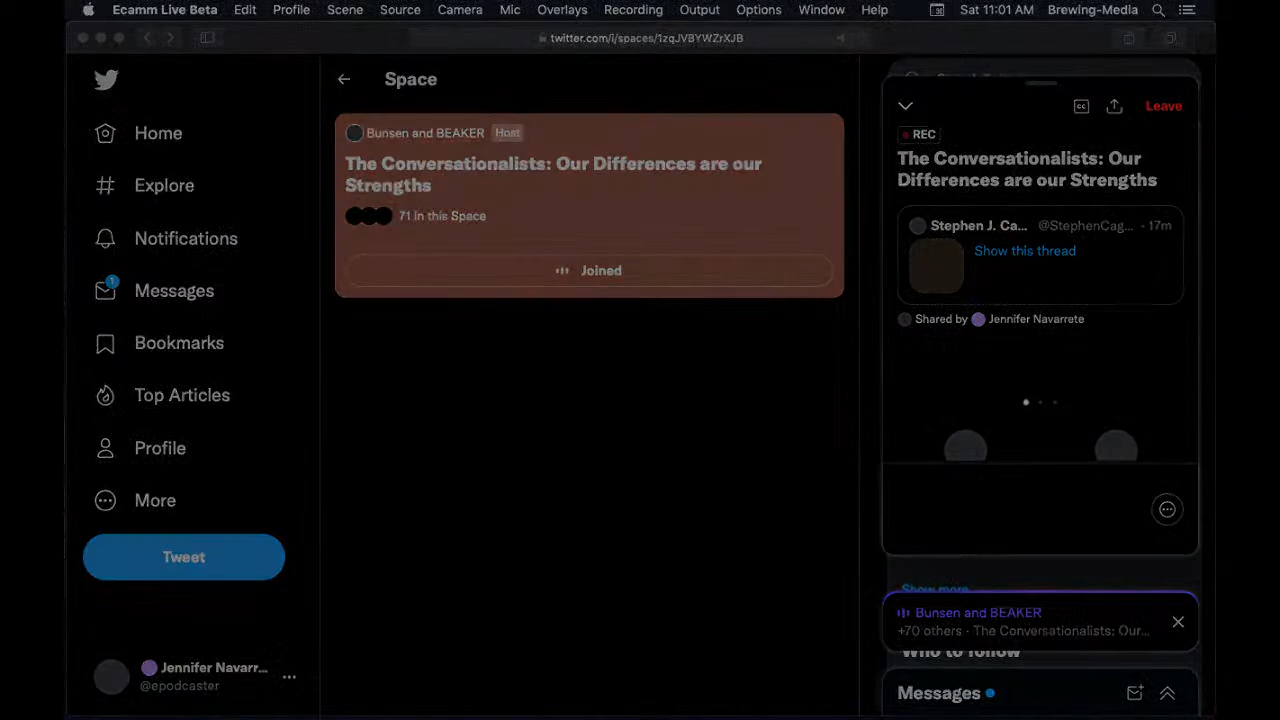 Ecamm Live Beta Edit Profile Scene Source Camera Mic Overlays Recording Output Options Window Help Sat 11:01 AM Brewing-Media
twitter.com/i/spaces/1zqJVBYWZrXJB
Home
Explore
Notifications
1
Messages
Bookmarks
Top Articles
Profile
More
Tweet
Jennifer Navarr...
@epodcaster
Space
Bunsen and BEAKER Host
The Conversationalists: Our Differences are our
Strengths
71 in this Space
Joined
CC Leave
REC
The Conversationalists: Our
Differences are our Strengths
Stephen J. Ca... @StephenCag... · 17m
Show this thread
Shared by Jennifer Navarrete
Show more
Bunsen and BEAKER
+70 others · The Conversationalists: Our...
Who to follow
Messages